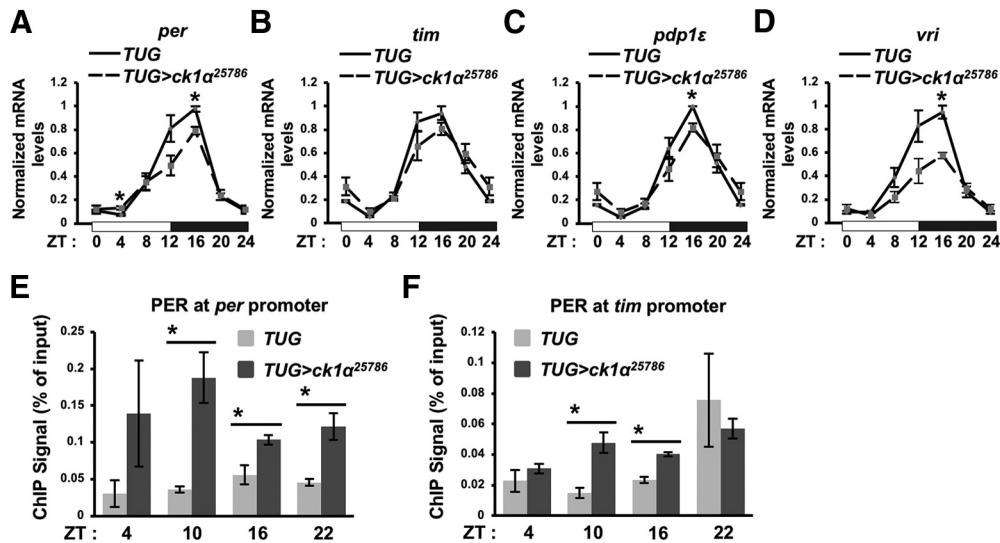 A
per
TUG
TUG>ck1α25786
Normalized mRNA levels
1.2
1
0.8
0.6
0.4
0.2
0
*
*
ZT : 0 4 8 12 16 20 24
B
tim
TUG
TUG>ck1α25786
Normalized mRNA levels
1.2
1
0.8
0.6
0.4
0.2
0
0 4 8 12 16 20 24
C
pdp1ε
TUG
TUG>ck1α25786
Normalized mRNA levels
1.2
1
0.8
0.6
0.4
0.2
0
*
ZT : 0 4 8 12 16 20 24
D
vri
TUG
TUG>ck1α25786
Normalized mRNA levels
1.2
1
0.8
0.6
0.4
0.2
0
*
ZT : 0 4 8 12 16 20 24
E
PER at per promoter
TUG
TUG>ck1α25786
ChIP Signal (% of input)
0.25
0.2
0.15
0.1
0.05
0
*
*
*
ZT : 4 10 16 22
F
PER at tim promoter
TUG
TUG>ck1α25786
ChIP Signal (% of input)
0.12
0.1
0.08
0.06
0.04
0.02
0
*
*
ZT : 4 10 16 22